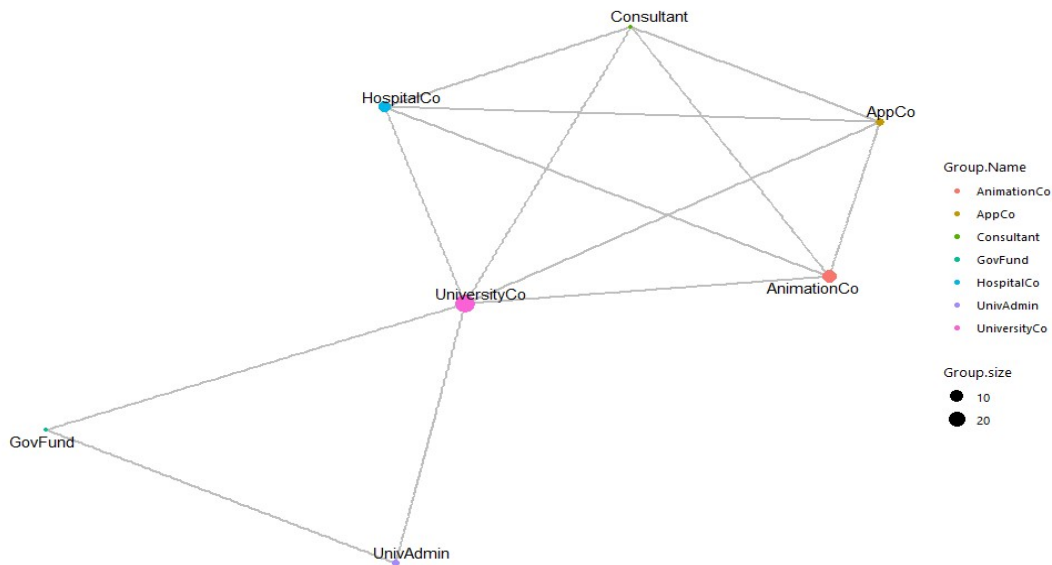 Consultant
HospitalCo
AppCo
AnimationCo
UniversityCo
GovFund
UnivAdmin
Group.Name
AnimationCo
AppCo
Consultant
GovFund
HospitalCo
UnivAdmin
UniversityCo
Group.size
10
20